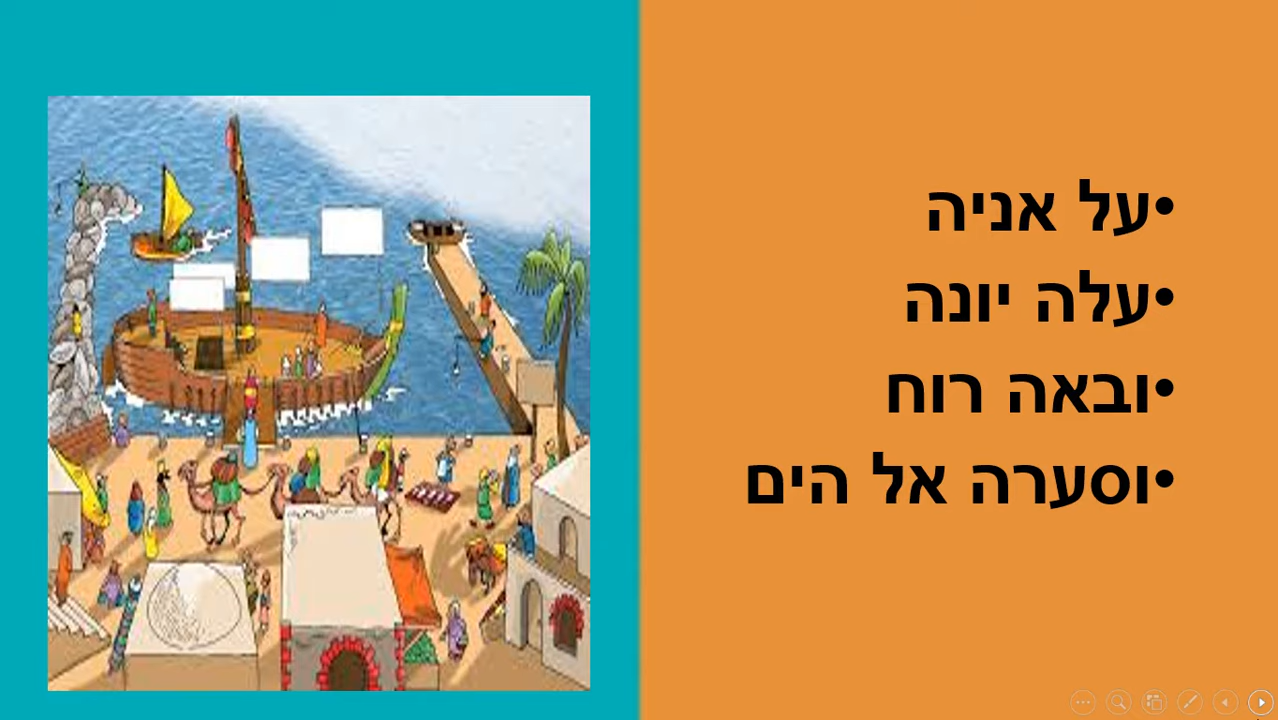 •על אניה
•עלה יונה
•ובאה רוח
•וסערה אל הים